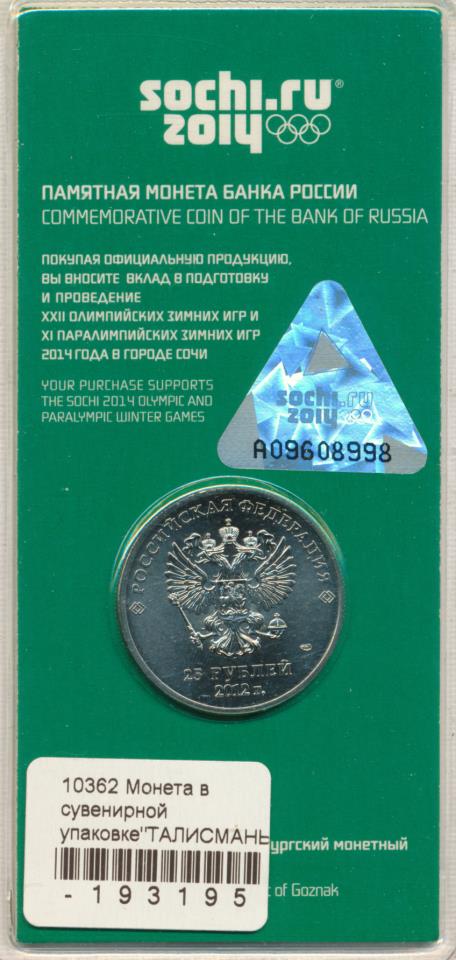 sochi.ru®
2014
ПАМЯТНАЯ МОНЕТА БАНКА РОССИИ
COMMEMORATIVE COIN OF THE BANK OF RUSSIA
ПОКУПАЯ ОФИЦИАЛЬНУЮ ПРОДУКЦИЮ,
ВЫ ВНОСИТЕ ВКЛАД В ПОДГОТОВКУ
И ПРОВЕДЕНИЕ
XXII ОЛИМПИЙСКИХ ЗИМНИХ ИГР И
XI ПАРАЛИМПИЙСКИХ ЗИМНИХ ИГР
2014 ГОДА В ГОРОДЕ СОЧИ
YOUR PURCHASE SUPPORTS
THE SOCHI 2014 OLYMPIC AND
PARALYMPIC WINTER GAMES
sochi.ru
2014
A09608998
РОССИЙСКАЯ ФЕДЕРАЦИЯ
25 РУБЛЕЙ
2012 г.
10362 Монета в
сувенирной
упаковке"ТАЛИСМАНЫ
ургский монетный
- 193195
of Goznak